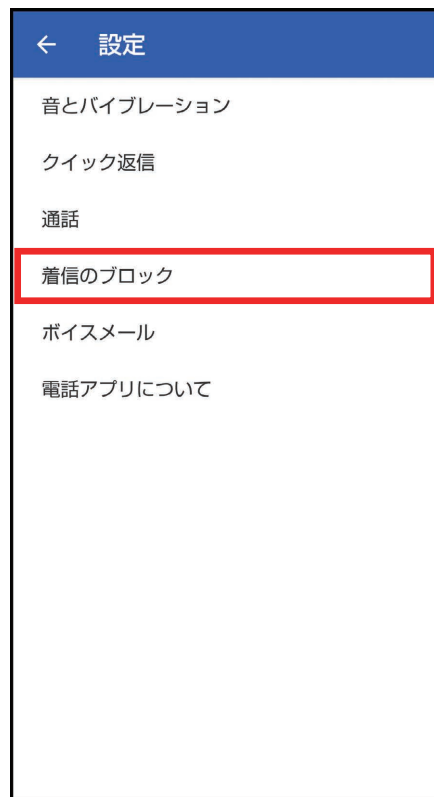 設定
音とバイブレーション
クイック返信
通話
着信のブロック
ボイスメール
電話アプリについて